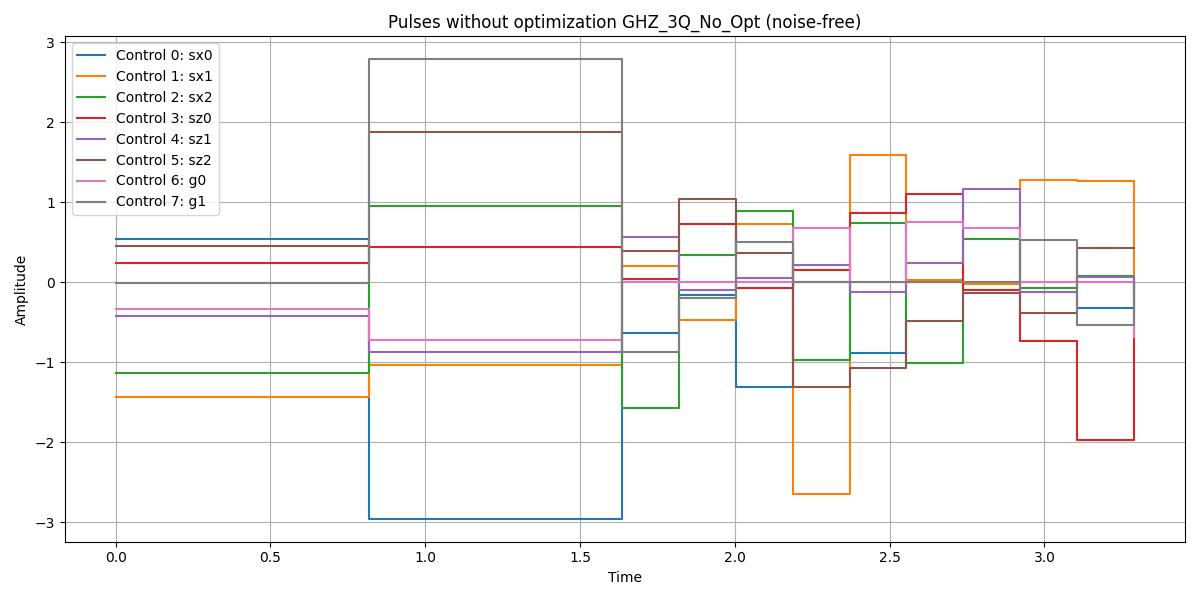 Pulses without optimization GHZ_3Q_No_Opt (noise-free)
Control 0: sx0
Control 1: sx1
Control 2: sx2
Control 3: sz0
Control 4: sz1
Control 5: sz2
Control 6: g0
Control 7: g1
3
2
1
0
−1
−2
−3
Amplitude
0.0 0.5 1.0 1.5 2.0 2.5 3.0
Time